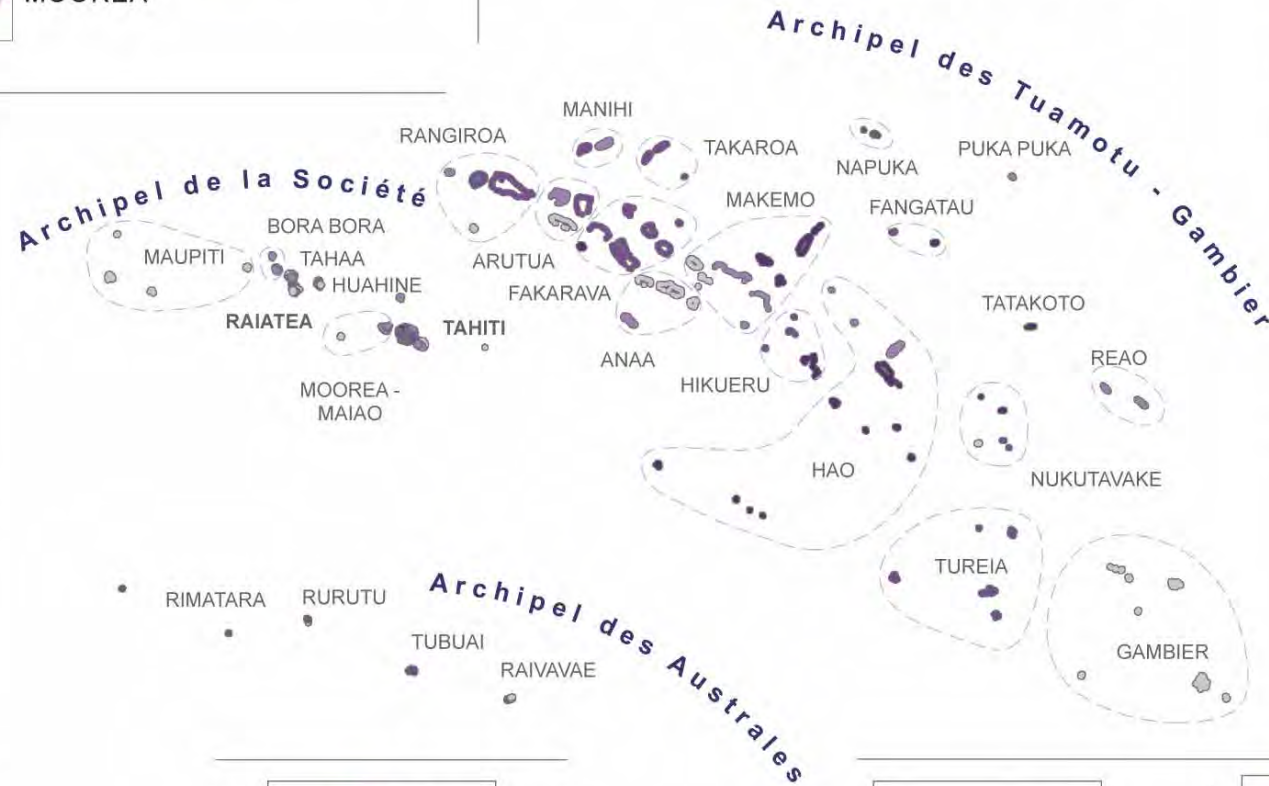 MOOREA
Archipel des Tuamotu - Gambier
MANIHI
RANGIROA
TAKAROA
NAPUKA
PUKA PUKA
Archipel de la Société
MAKEMO
FANGATAU
BORA BORA
MAUPITI
TAHAA
ARUTUA
HUAHINE
FAKARAVA
TATAKOTO
RAIATEA
TAHITI
ANAA
REAO
HIKUERU
MOOREA -
MAIAO
HAO
NUKUTAVAKE
TUREIA
Archipel des Australes
RIMATARA
RURUTU
TUBUAI
GAMBIER
RAIVAVAE